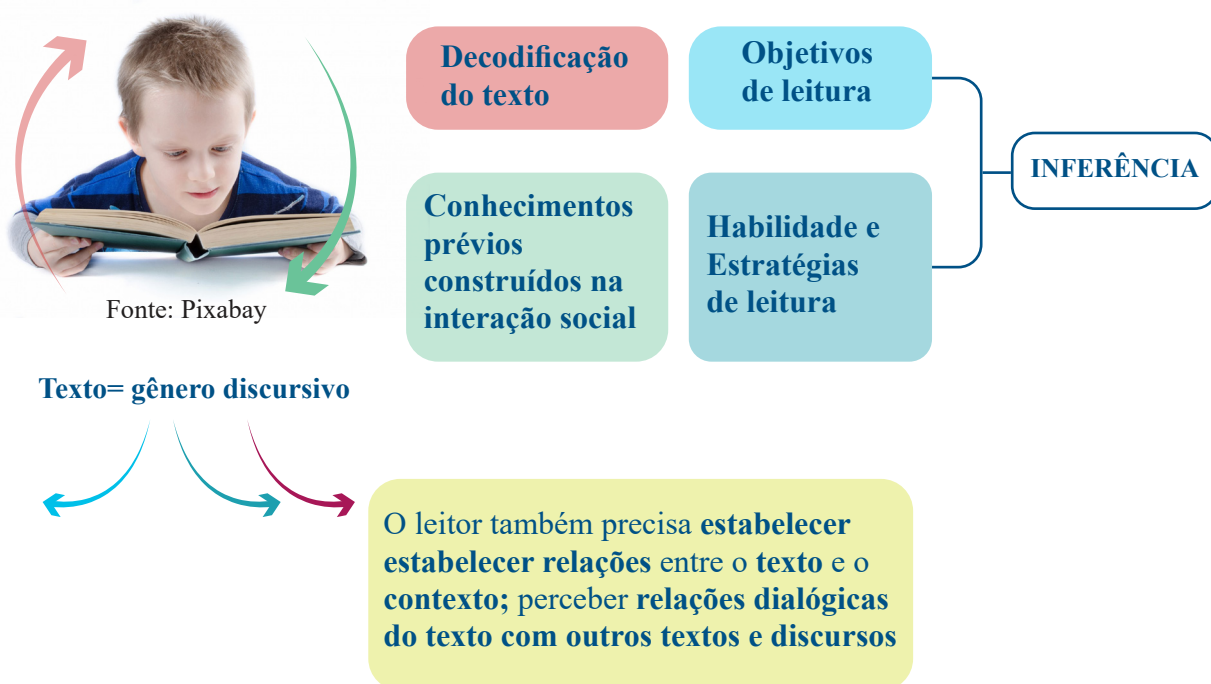 Decodificação
do texto
Objetivos
de leitura
INFERÊNCIA
Conhecimentos
prévios
construídos na
interação social
Habilidade e
Estratégias
de leitura
Fonte: Pixabay
Texto= gênero discursivo
O leitor também precisa estabelecer
estabelecer relações entre o texto e o
contexto; perceber relações dialógicas
do texto com outros textos e discursos